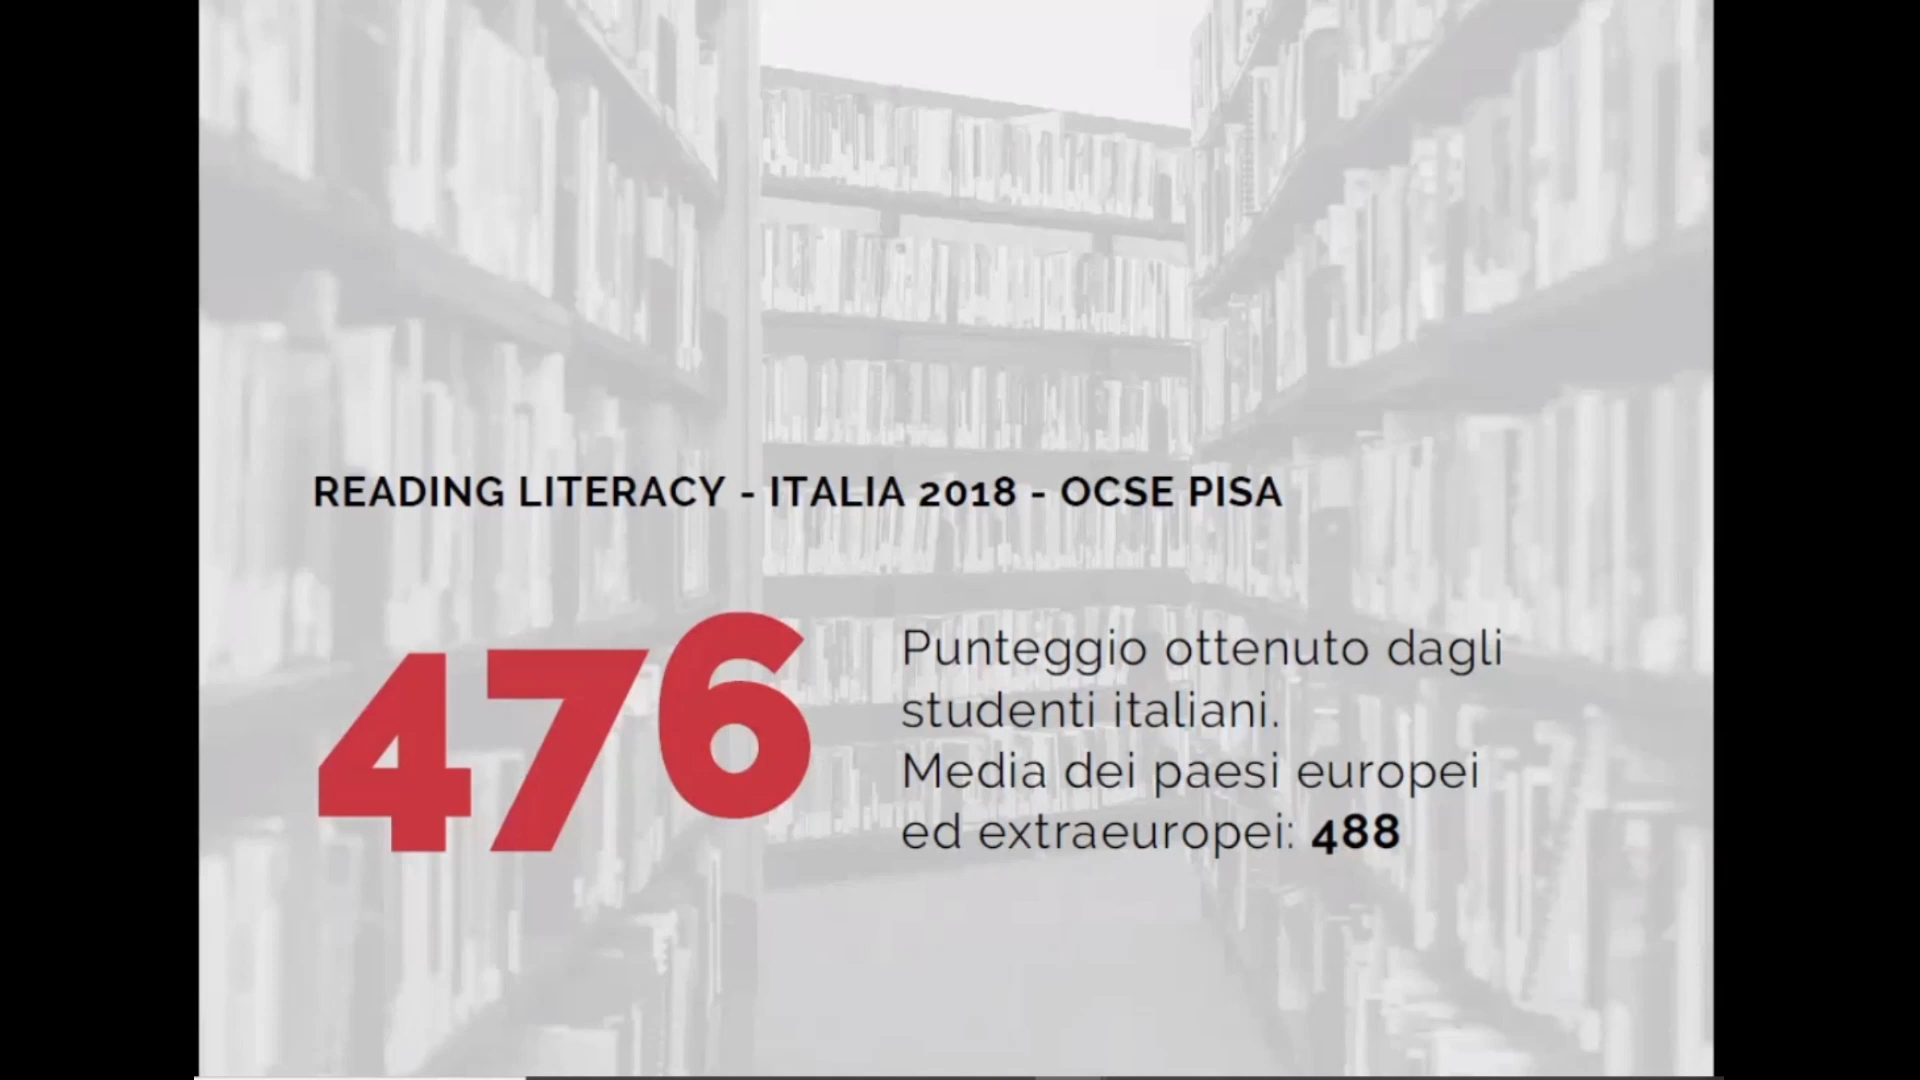 READING LITERACY - ITALIA 2018 - OCSE PISA
476
Punteggio ottenuto dagli
studenti italiani.
Media dei paesi europei
ed extraeuropei: 488